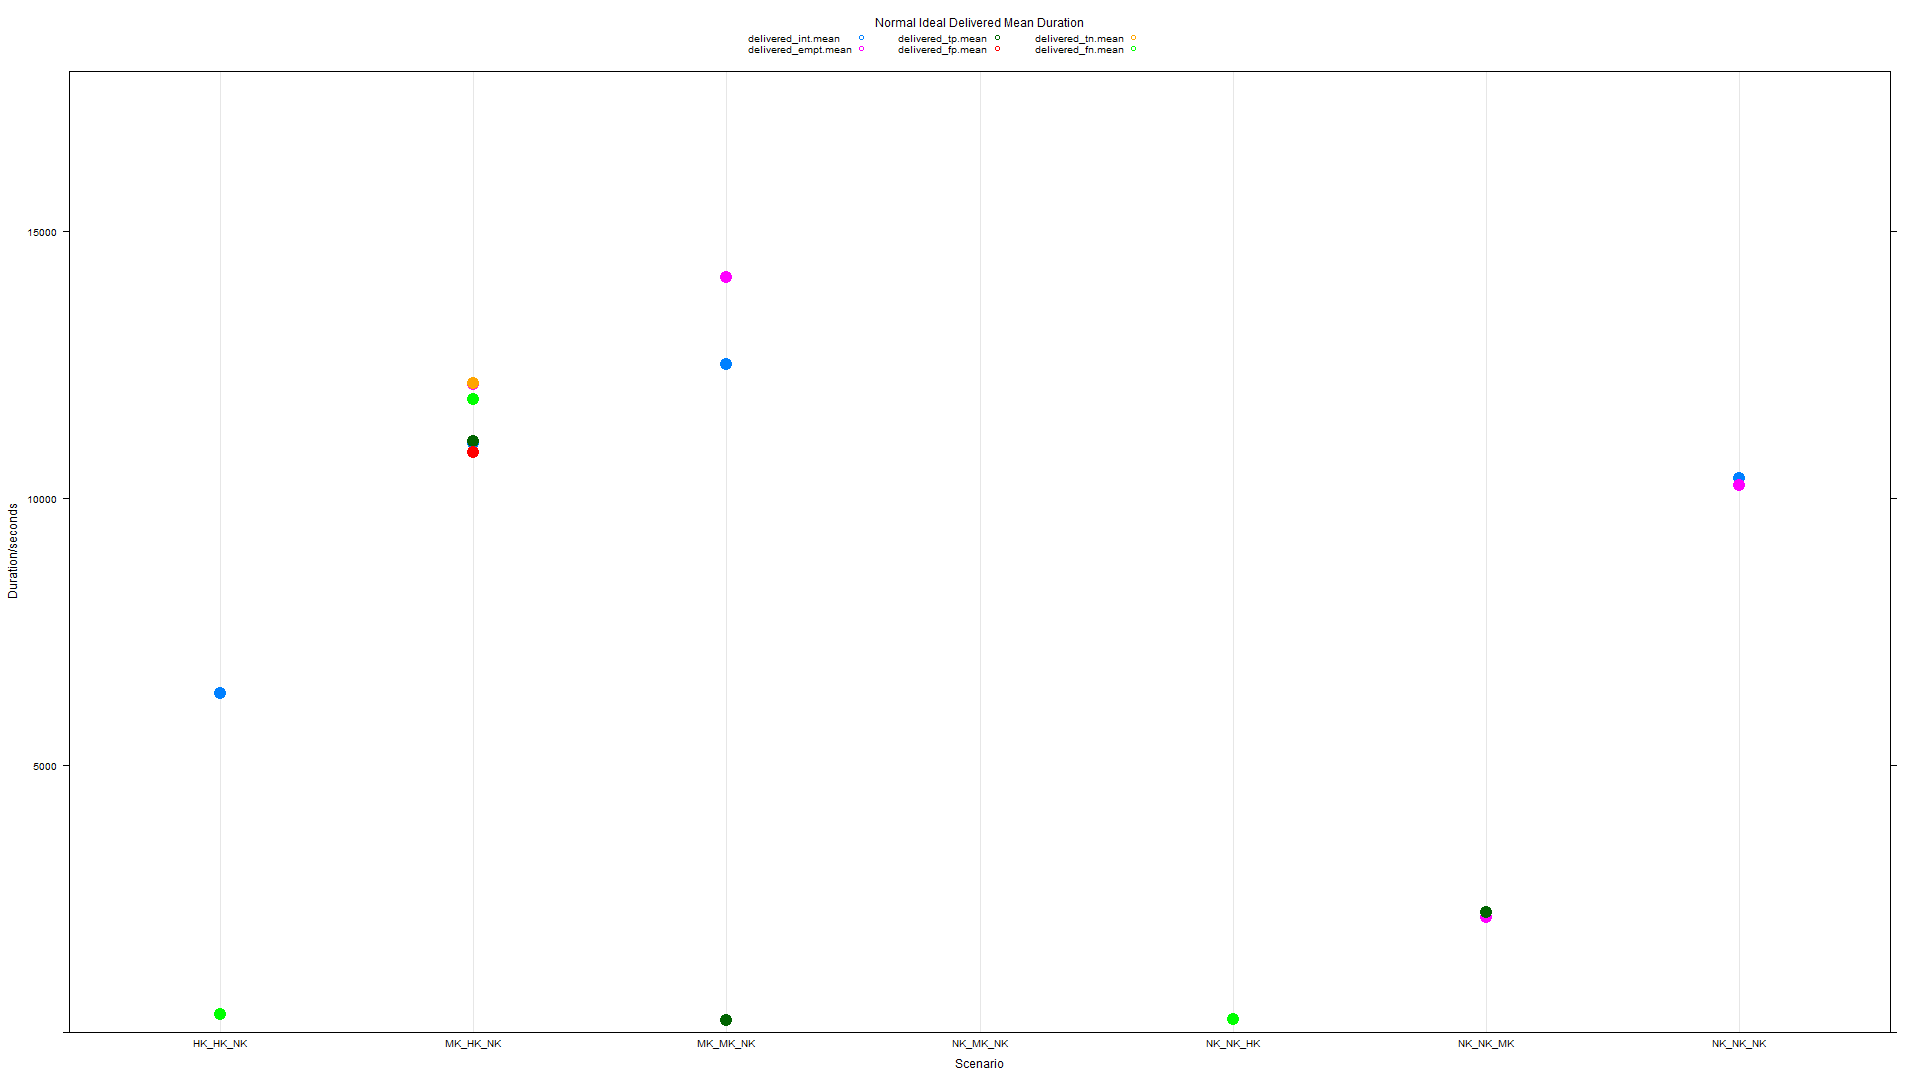 Normal Ideal Delivered Mean Duration
delivered_int.mean delivered_tp.mean delivered_tn.mean
delivered_empt.mean delivered_fp.mean delivered_fn.mean
15000
10000
5000
Duration/seconds
HK_HK_NK MK_HK_NK MK_MK_NK NK_MK_NK NK_NK_HK NK_NK_MK NK_NK_NK
Scenario